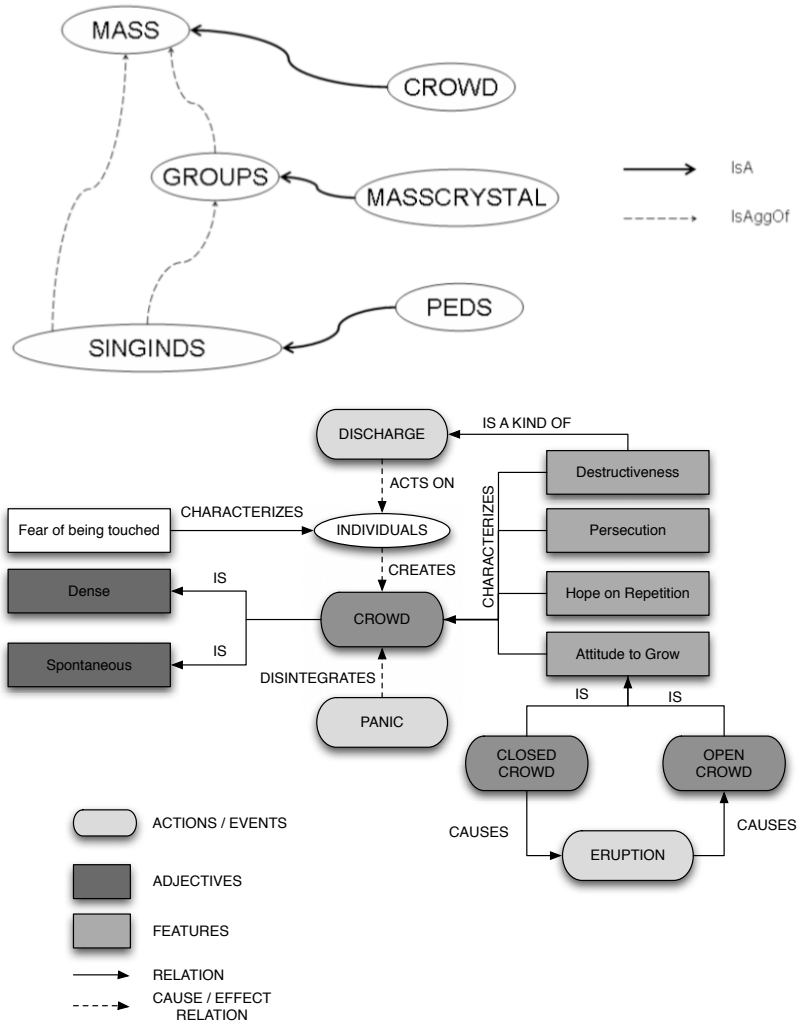 MASS
CROWD
GROUPS
MASSCRYSTAL
IsA
IsAggOf
PEDS
SINGINDS
DISCHARGE
IS A KIND OF
Destructiveness
ACTS ON
CHARACTERIZES
Fear of being touched
CHARACTERIZES
INDIVIDUALS
Persecution
CREATES
Dense
IS
Hope on Repetition
CROWD
Spontaneous
IS
Attitude to Grow
DISINTEGRATES
IS
IS
PANIC
CLOSED
CROWD
OPEN
CROWD
ACTIONS / EVENTS
CAUSES
CAUSES
ERUPTION
ADJECTIVES
FEATURES
RELATION
CAUSE / EFFECT
RELATION